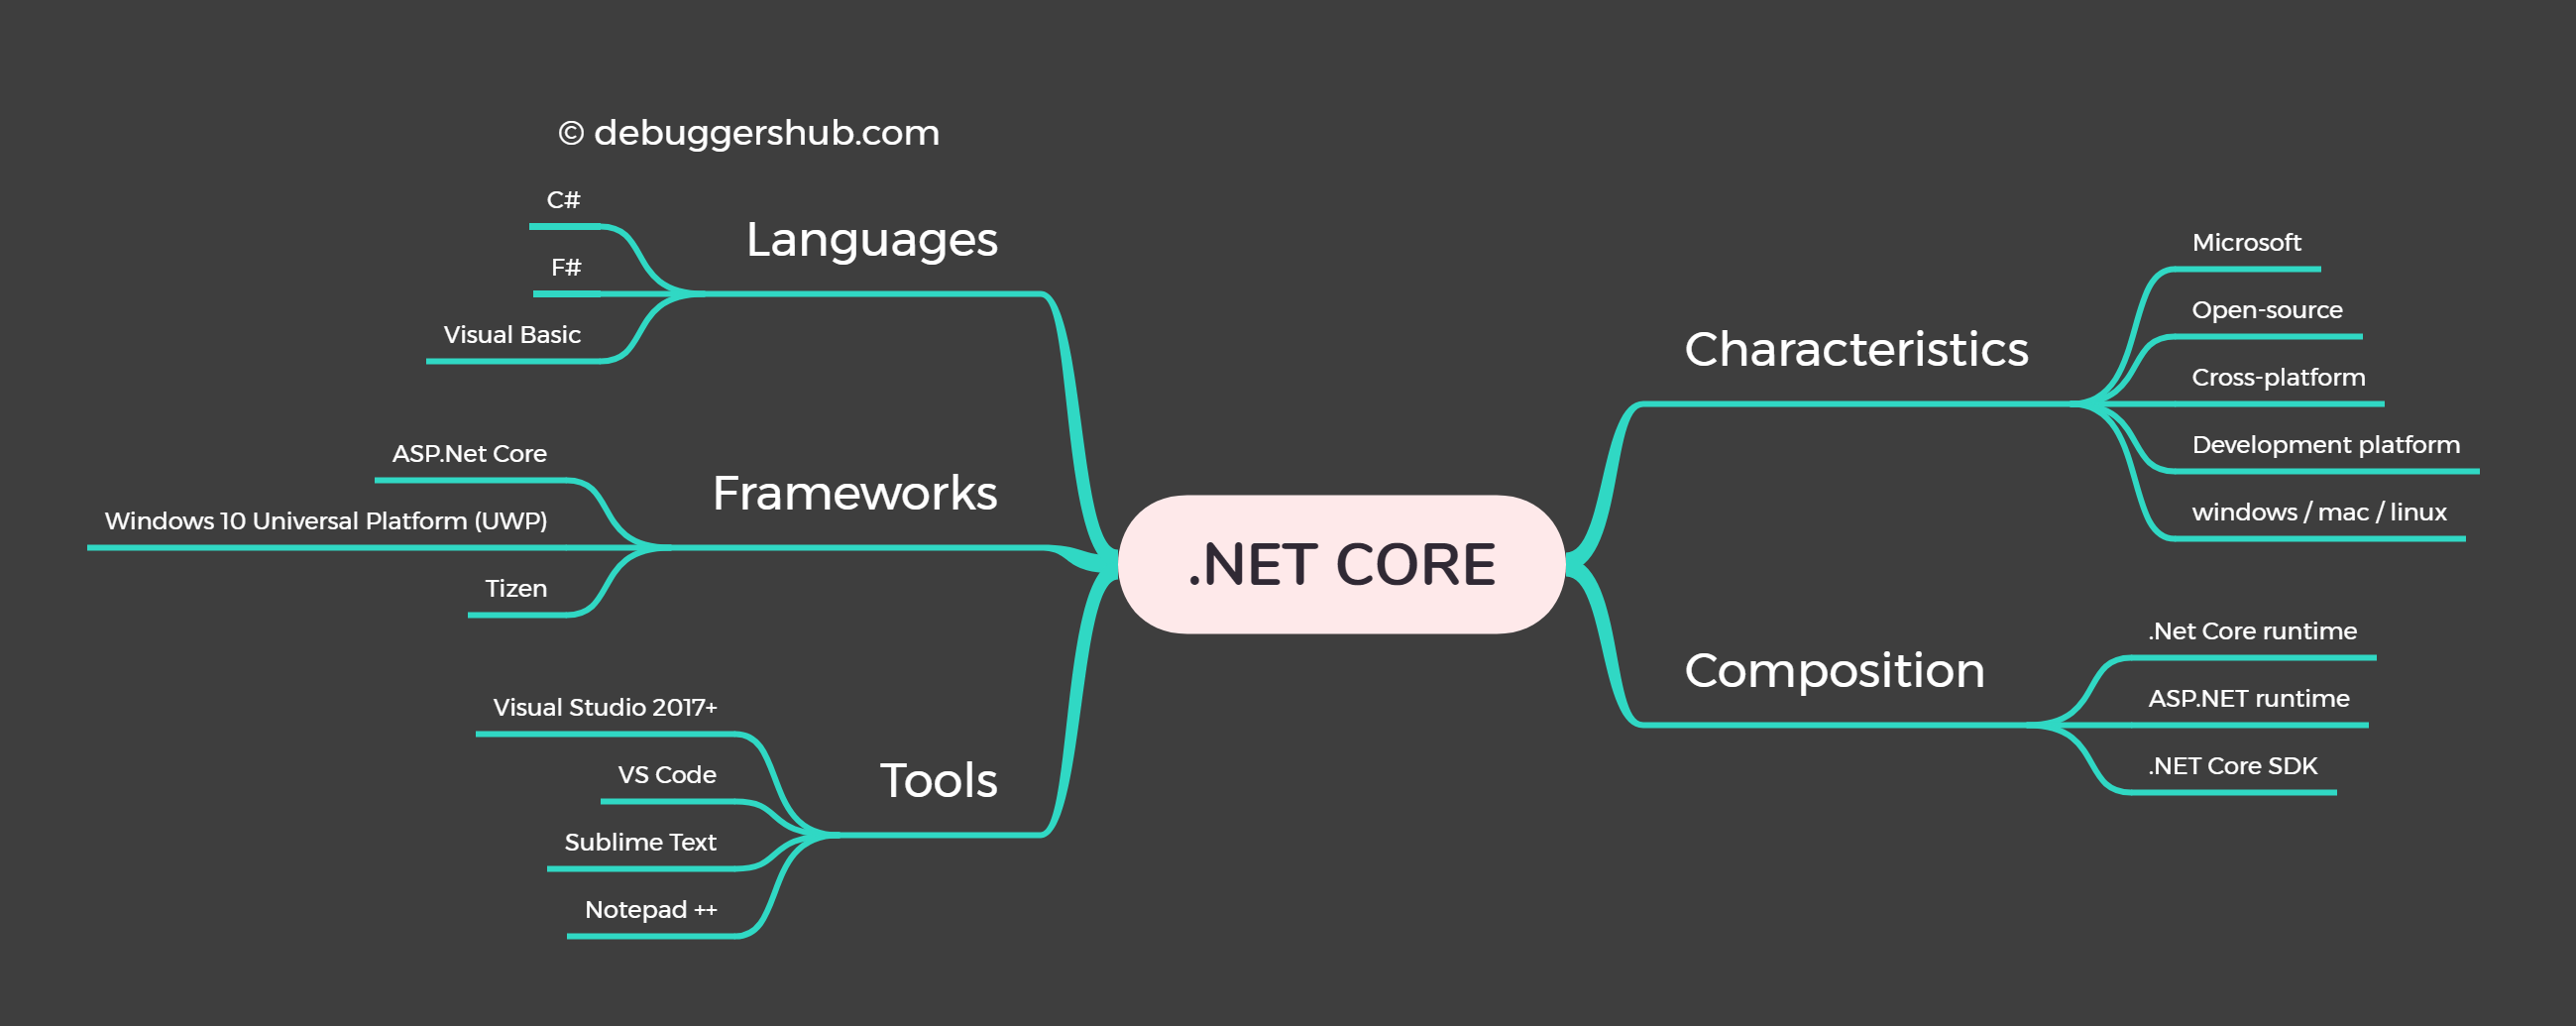 © debuggershub.com
Languages
C#
F#
Visual Basic
Frameworks
ASP.Net Core
Windows 10 Universal Platform (UWP)
Tizen
Tools
Visual Studio 2017+
VS Code
Sublime Text
Notepad ++
.NET CORE
Characteristics
Microsoft
Open-source
Cross-platform
Development platform
windows / mac / linux
Composition
.Net Core runtime
ASP.NET runtime
.NET Core SDK